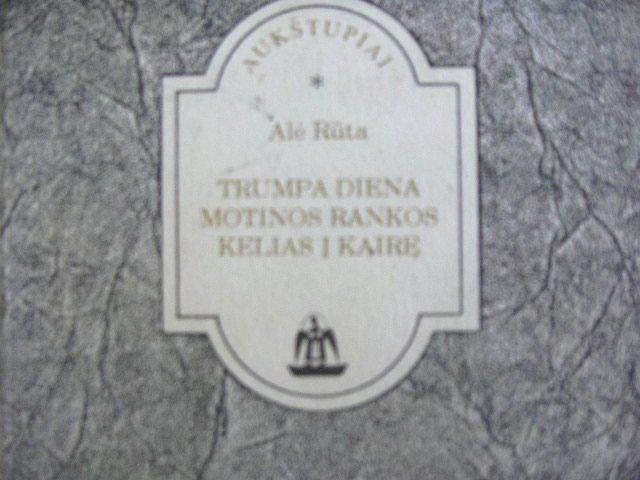 AUKŠTUPIAI
*
Alė Rūta
TRUMPA DIENA
MOTINOS RANKOS
KELIAS Į KAIRĘ